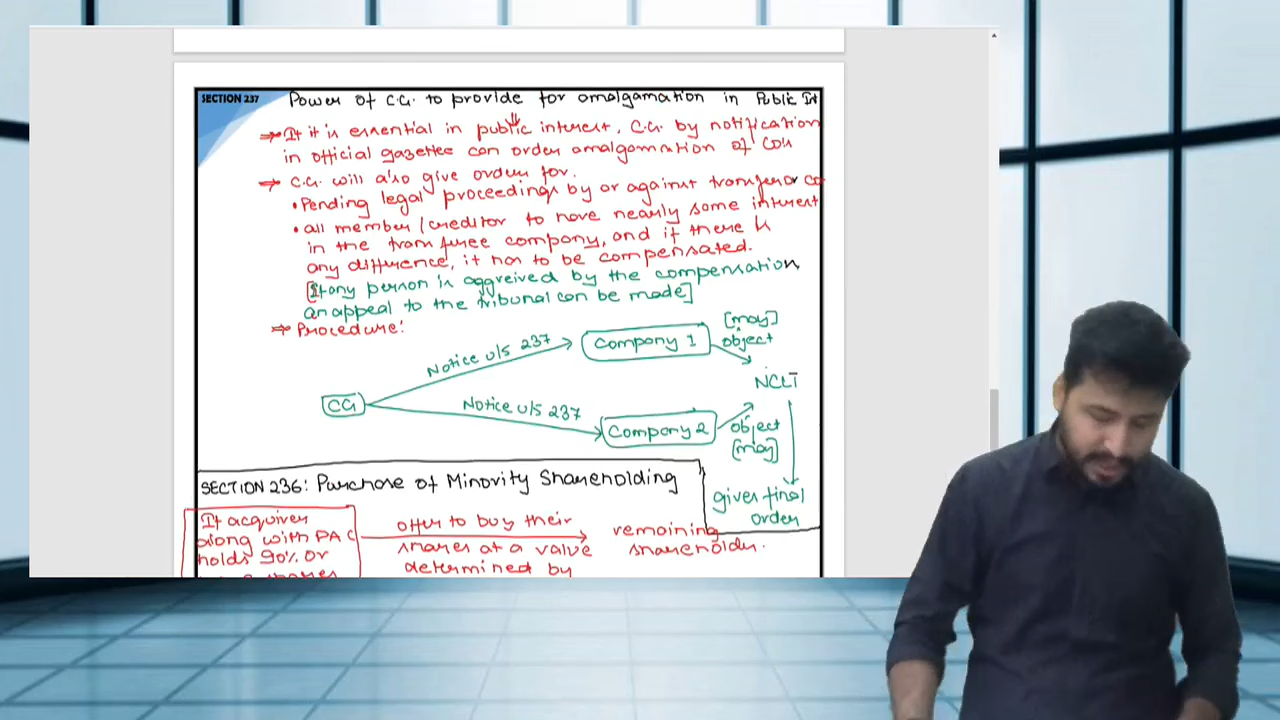 SECTION 237 Power of C.G. to provide for amalgamation in Public Int
⇒ If it is essential in public interest, C.G. by notification
in official gazettee can order amalgamation of cos
⇒ C.G. will also give orders for.
• Pending legal proceedings by or against transferor co
• all member / creditor to have nearly same interest
in the transferee company, and if there is
any difference, it has to be compensated.
[If any person is aggreived by the compensation,
an appeal to the tribunal can be made]
⇒ Procedure:
[may]
object
Company 1
Notice u/s 237
NCLT
CG
Notice u/s 237
Company 2
object
[may]
gives final
order
SECTION 236: Purchase of Minority Shareholding
If acquires
along with PAC
holds 90% or
offer to buy their
shares at a value
determined by
remaining
shareholder.